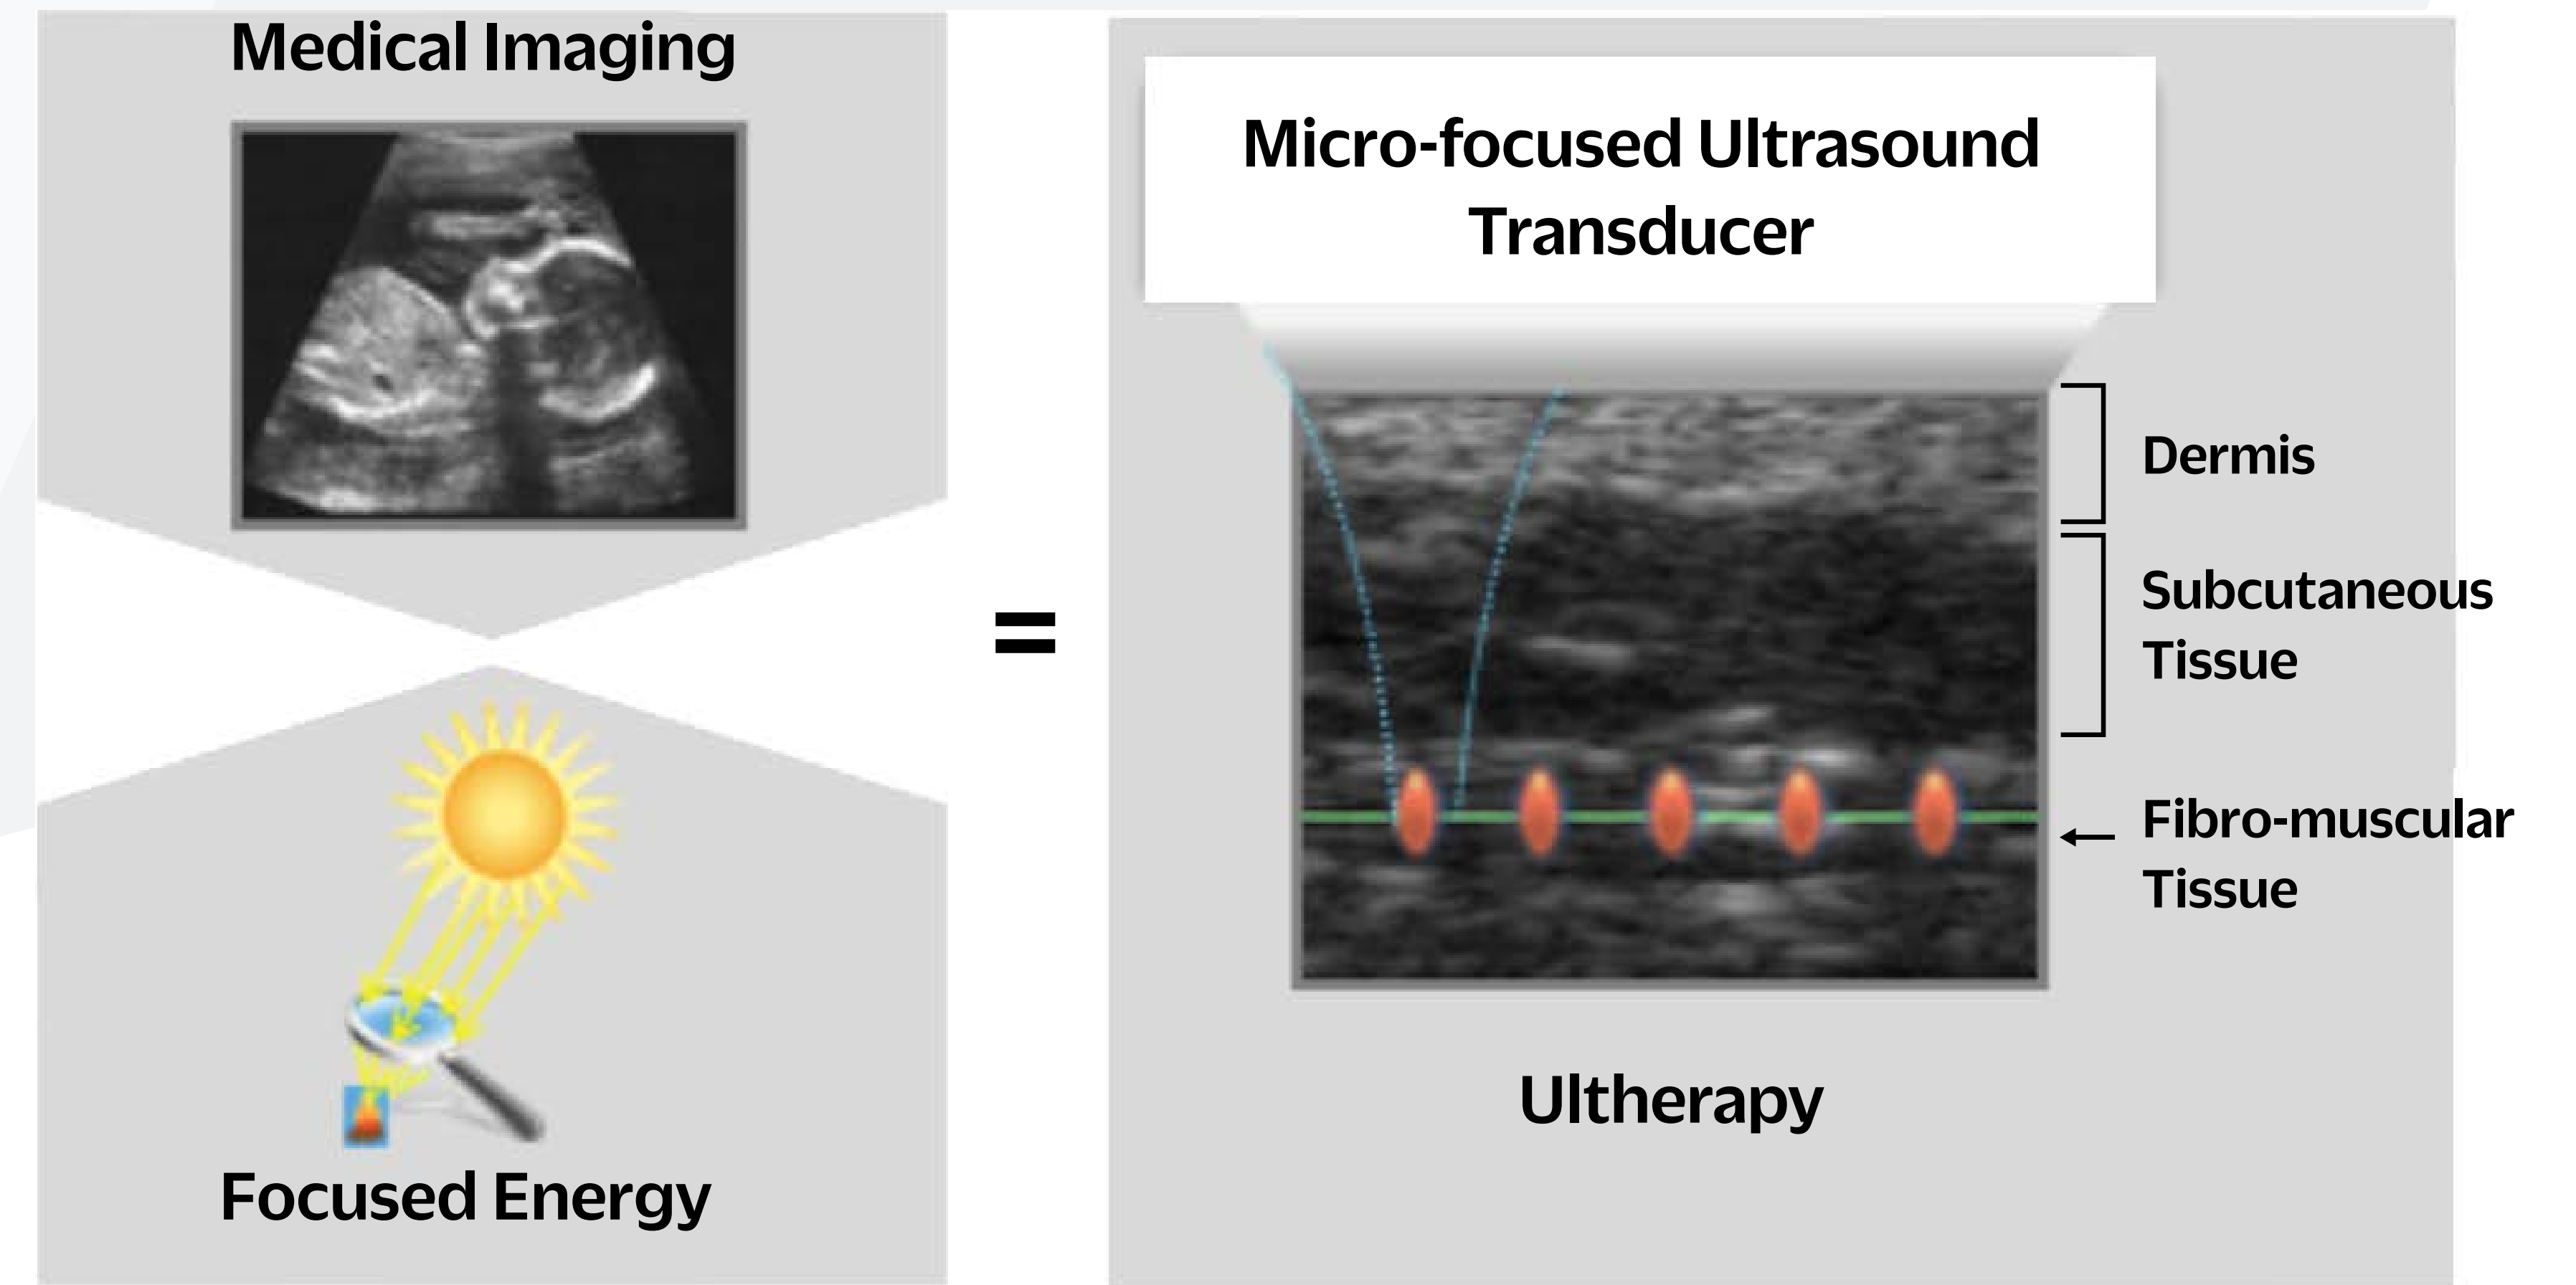 Medical Imaging
Focused Energy
=
Micro-focused Ultrasound
Transducer
Dermis
Subcutaneous
Tissue
Fibro-muscular
Tissue
Ultherapy